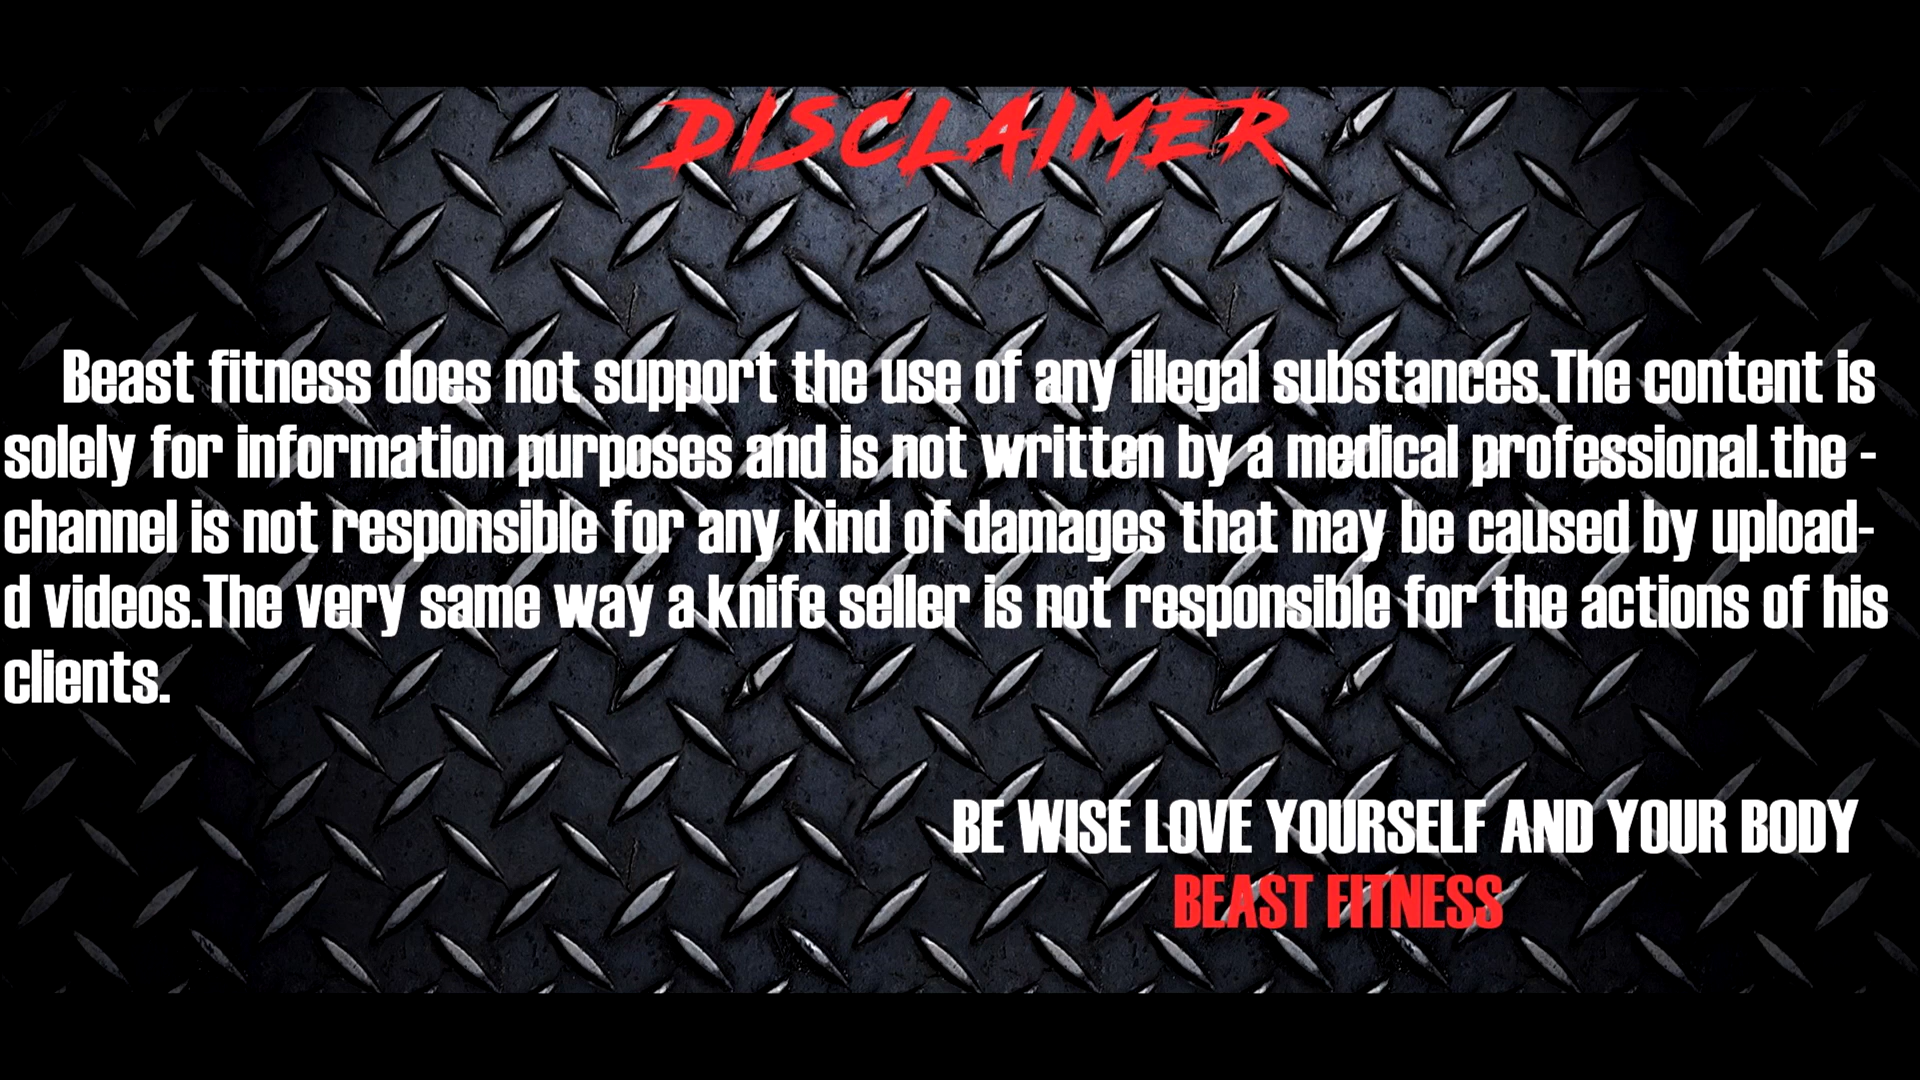 DISCLAIMER
Beast fitness does not support the use of any illegal substances.The content is
solely for information purposes and is not written by a medical professional.the -
channel is not responsible for any kind of damages that may be caused by upload-
d videos.The very same way a knife seller is not responsible for the actions of his
clients.
BE WISE LOVE YOURSELF AND YOUR BODY
BEAST FITNESS